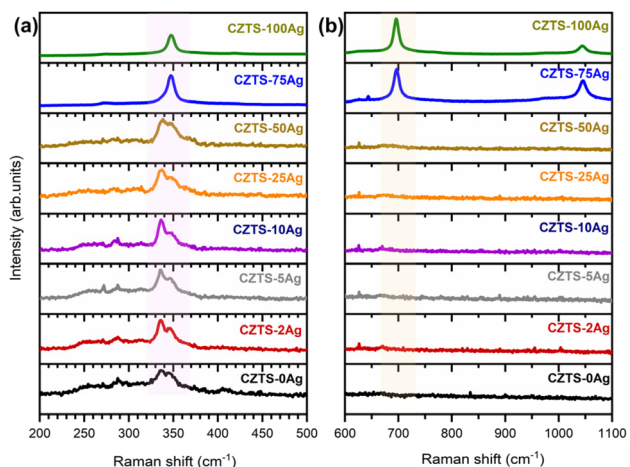 (a)
CZTS-100Ag
CZTS-75Ag
CZTS-50Ag
CZTS-25Ag
CZTS-10Ag
CZTS-5Ag
CZTS-2Ag
CZTS-0Ag
200 250 300 350 400 450 500
Raman shift (cm⁻¹)
Intensity (arb.units)
(b)
CZTS-100Ag
CZTS-75Ag
CZTS-50Ag
CZTS-25Ag
CZTS-10Ag
CZTS-5Ag
CZTS-2Ag
CZTS-0Ag
600 700 800 900 1000 1100
Raman shift (cm⁻¹)